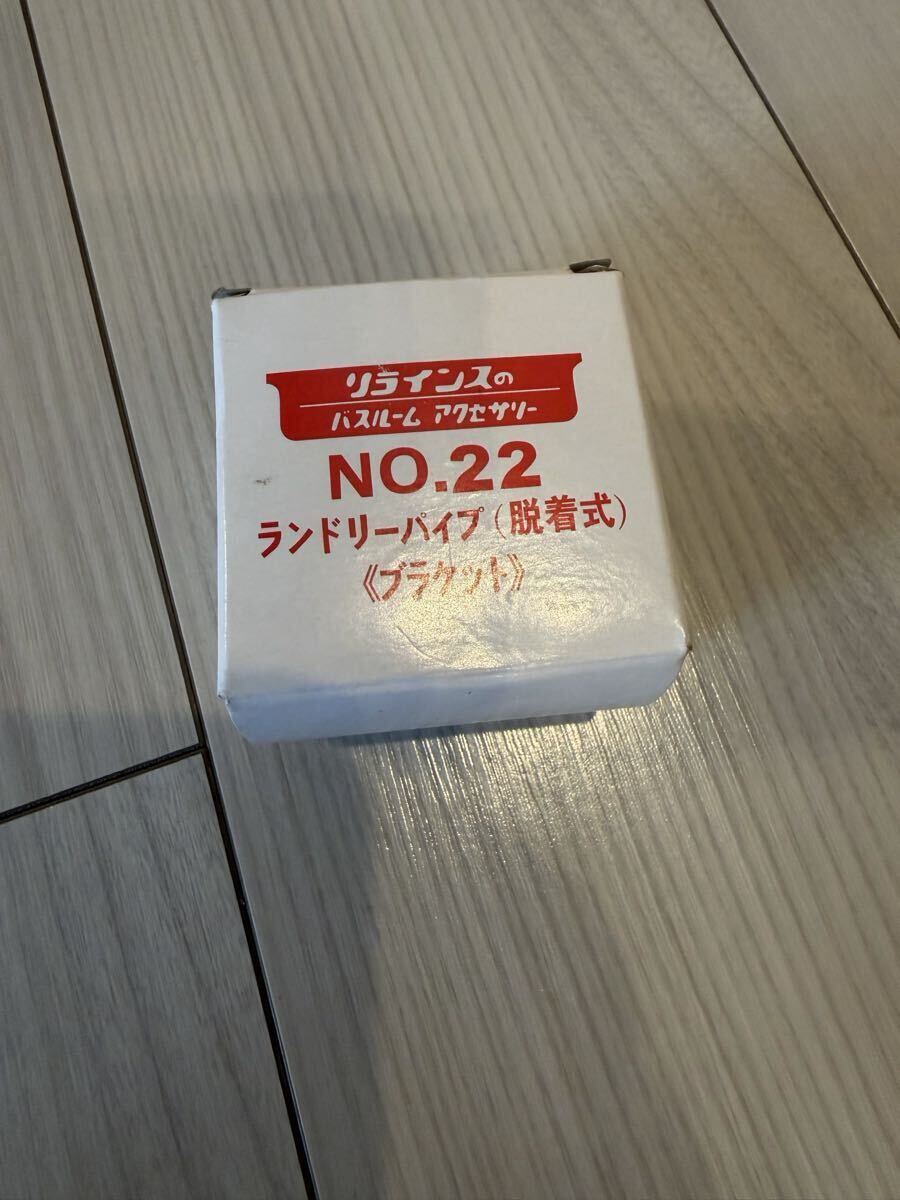 リラインスの
バスルーム アクセサリー
NO.22
ランドリーパイプ(脱着式)
《ブラケット》